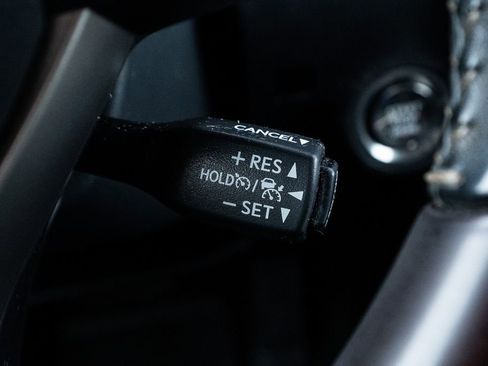 CANCEL▼
+ RES ▲
HOLD /
− SET ▼